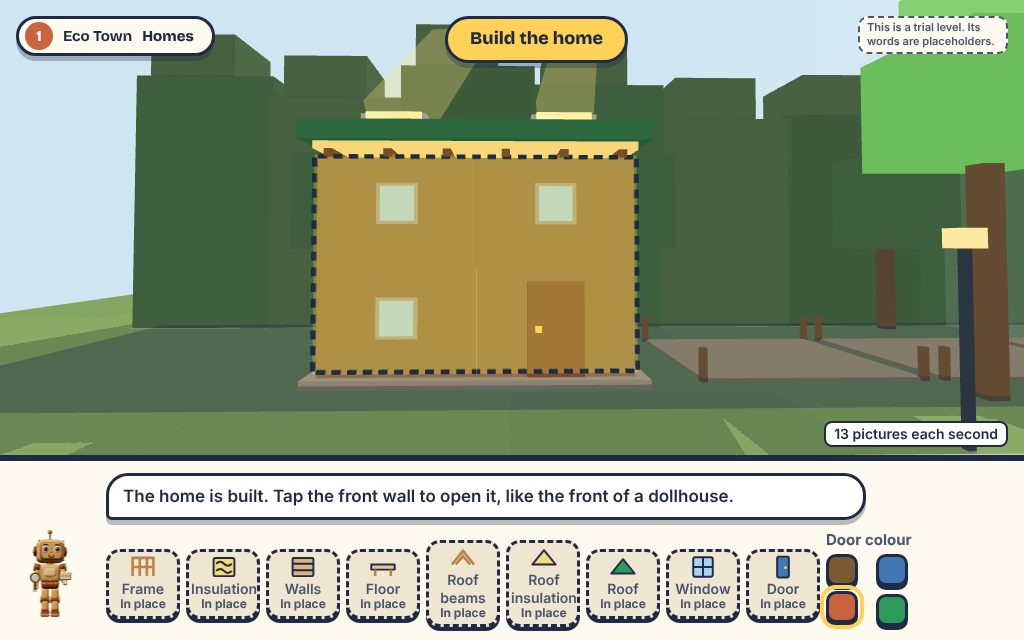 1 Eco Town Homes
Build the home
This is a trial level. Its
words are placeholders.
13 pictures each second
The home is built. Tap the front wall to open it, like the front of a dollhouse.
Door colour
Frame
In place
Insulation
In place
Walls
In place
Floor
In place
Roof
beams
In place
Roof
insulation
In place
Roof
In place
Window
In place
Door
In place